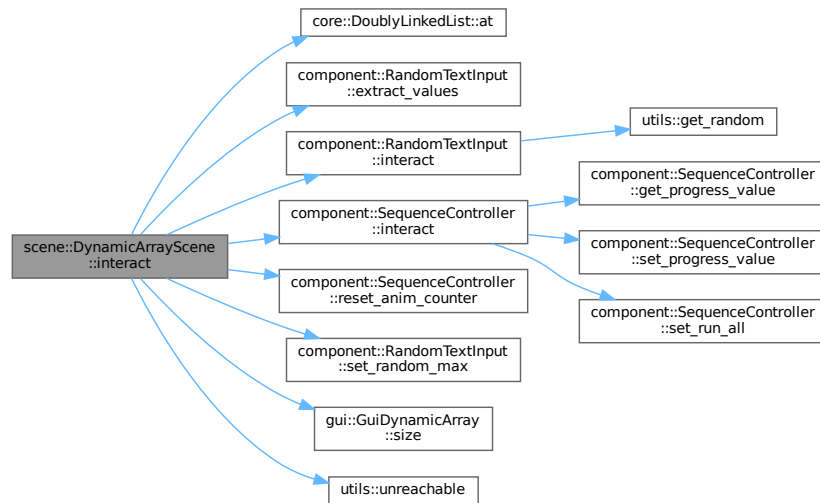 scene::DynamicArrayScene
::interact
core::DoublyLinkedList::at
component::RandomTextInput
::extract_values
component::RandomTextInput
::interact
component::SequenceController
::interact
component::SequenceController
::reset_anim_counter
component::RandomTextInput
::set_random_max
gui::GuiDynamicArray
::size
utils::unreachable
utils::get_random
component::SequenceController
::get_progress_value
component::SequenceController
::set_progress_value
component::SequenceController
::set_run_all